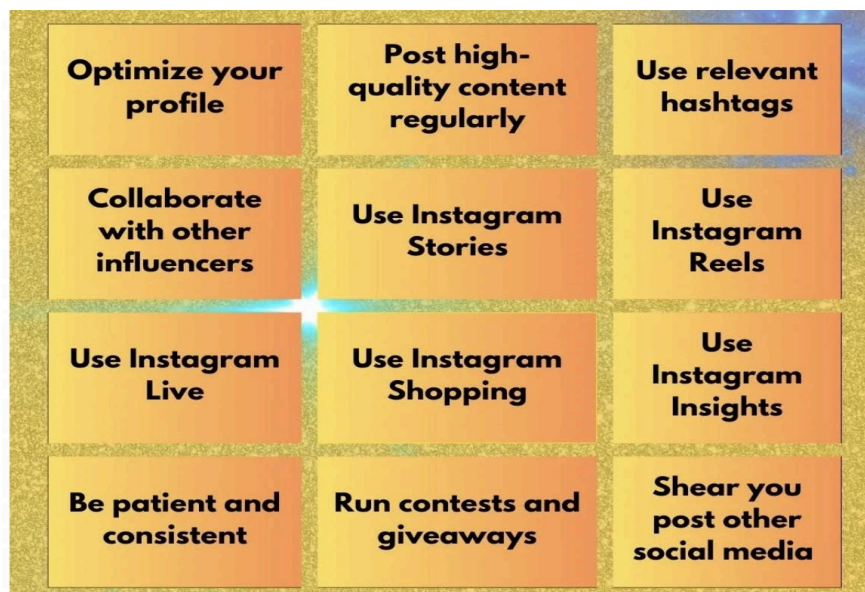 Optimize your
profile
Post high-
quality content
regularly
Use relevant
hashtags
Collaborate
with other
influencers
Use Instagram
Stories
Use
Instagram
Reels
Use Instagram
Live
Use Instagram
Shopping
Use
Instagram
Insights
Be patient and
consistent
Run contests and
giveaways
Shear you
post other
social media